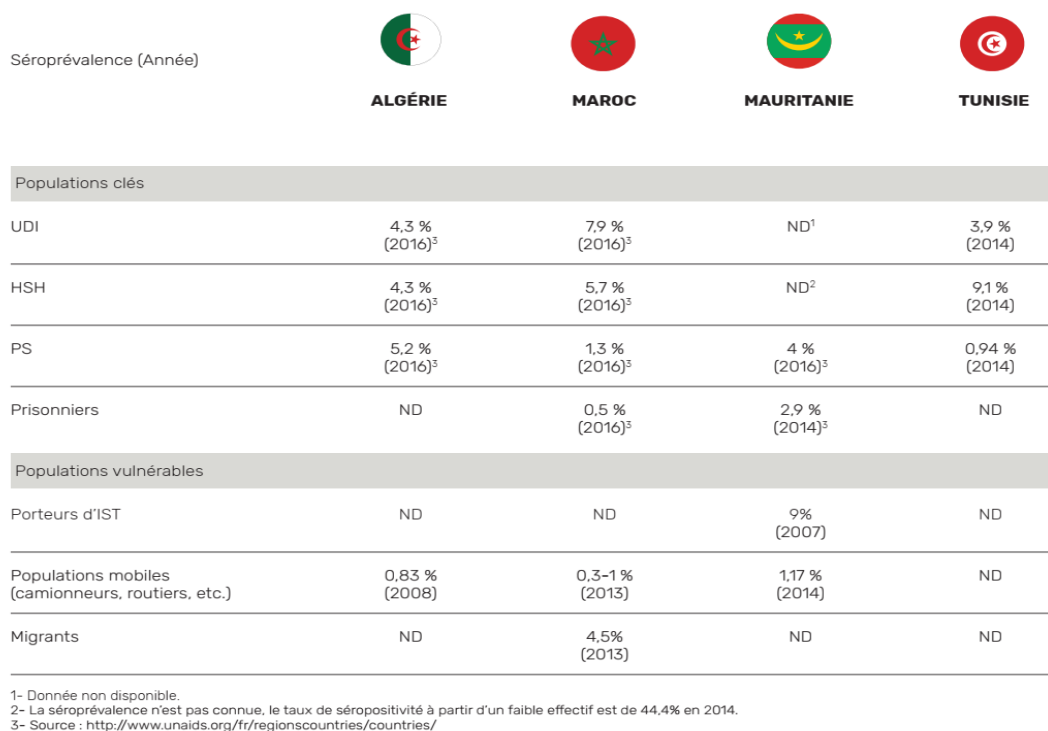 Séroprévalence (Année)
ALGÉRIE MAROC MAURITANIE TUNISIE
Populations clés
UDI 4,3 % 7,9 % ND¹ 3,9 %
(2016)³ (2016)³ (2014)
HSH 4,3 % 5,7 % ND² 9,1 %
(2016)³ (2016)³ (2014)
PS 5,2 % 1,3 % 4 % 0,94 %
(2016)³ (2016)³ (2016)³ (2014)
Prisonniers ND 0,5 % 2,9 % ND
(2016)³ (2014)³
Populations vulnérables
Porteurs d'IST ND ND 9% ND
(2007)
Populations mobiles 0,83 % 0,3-1 % 1,17 % ND
(camionneurs, routiers, etc.) (2008) (2013) (2014)
Migrants ND 4,5% ND ND
(2013)
1- Donnée non disponible.
2- La séroprévalence n'est pas connue, le taux de séropositivité à partir d'un faible effectif est de 44,4% en 2014.
3- Source : http://www.unaids.org/fr/regionscountries/countries/